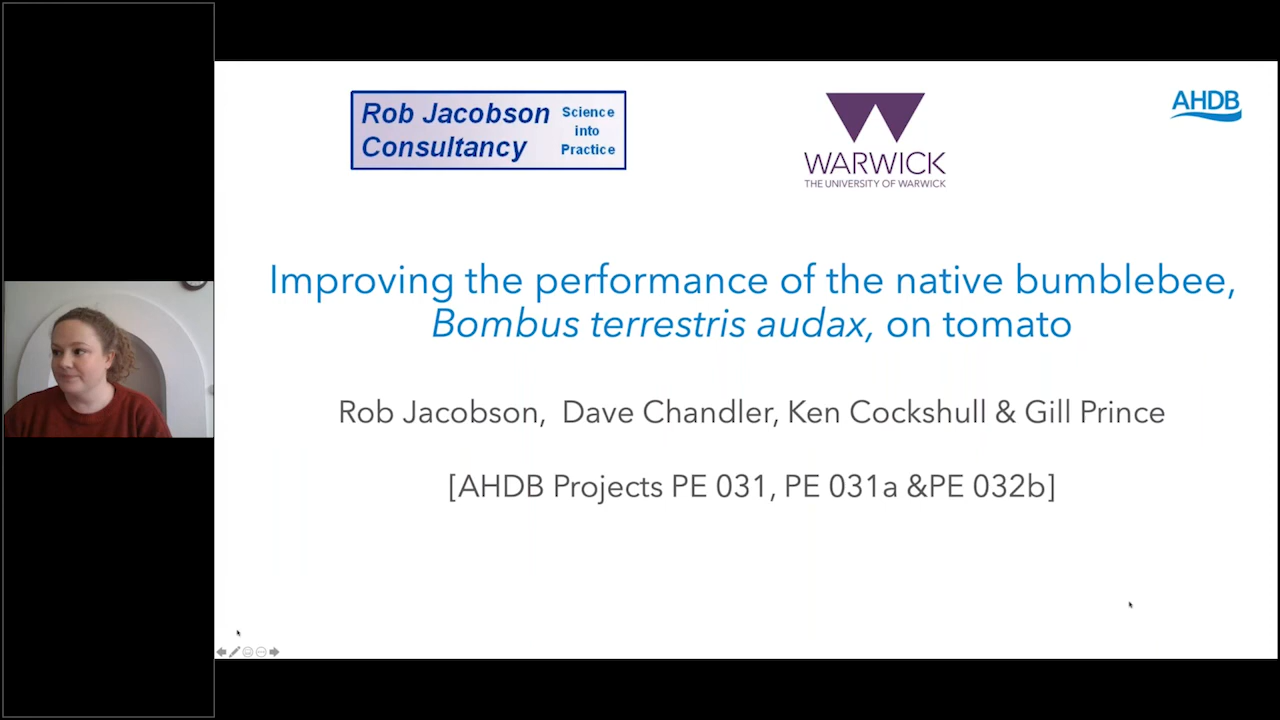 Rob Jacobson
Consultancy
Science
into
Practice
WARWICK
THE UNIVERSITY OF WARWICK
AHDB
Improving the performance of the native bumblebee,
Bombus terrestris audax, on tomato
Rob Jacobson, Dave Chandler, Ken Cockshull & Gill Prince
[AHDB Projects PE 031, PE 031a &PE 032b]